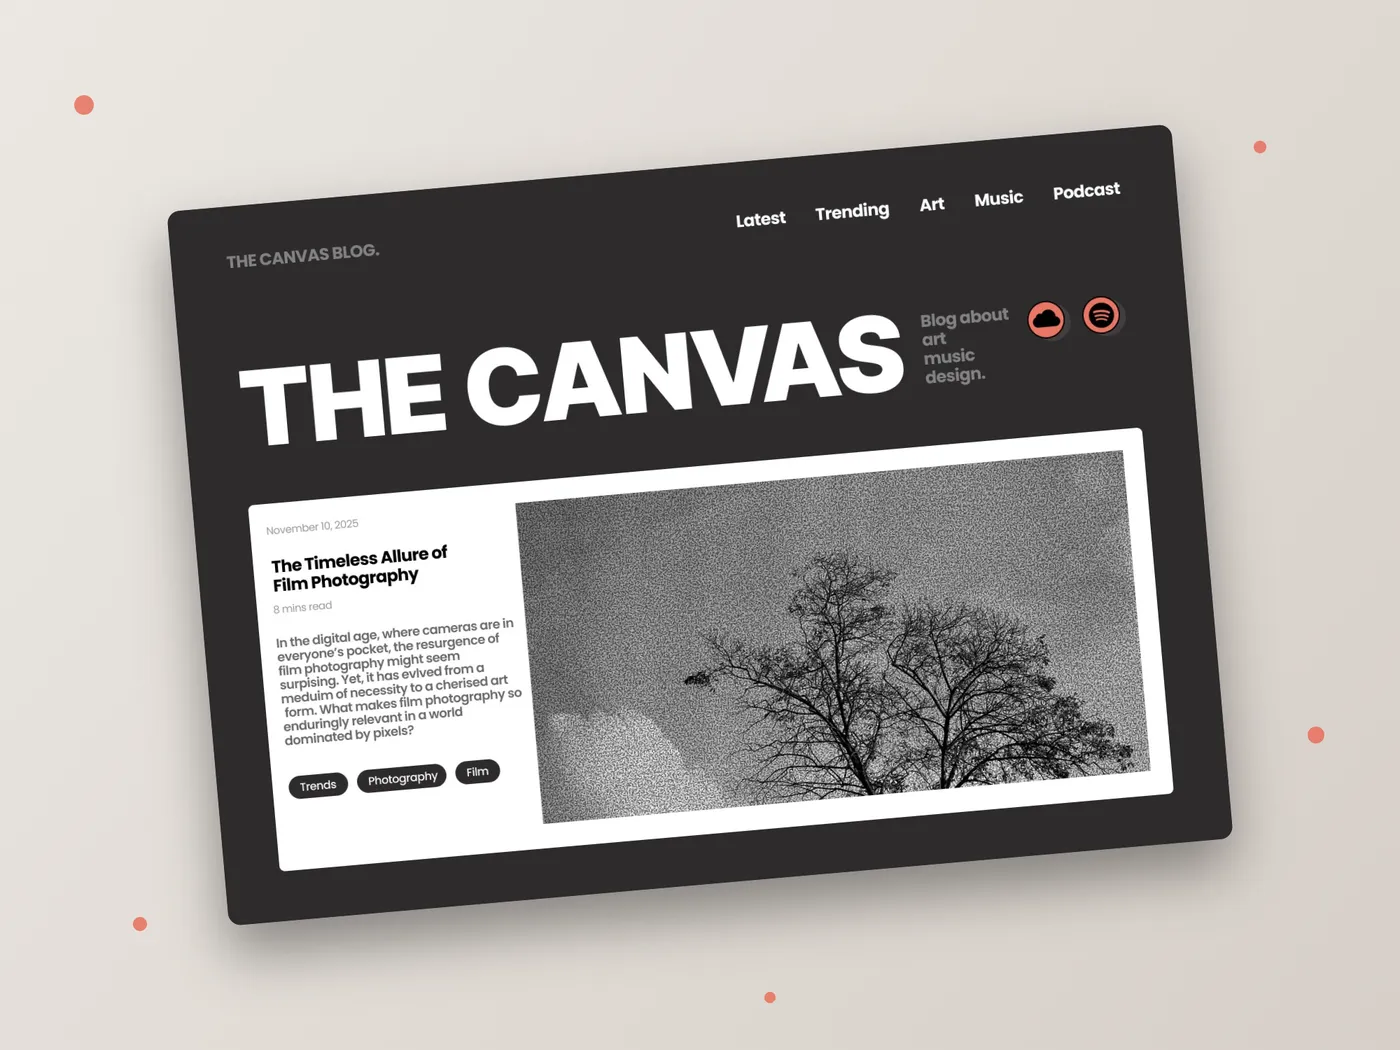 Latest Trending Art Music Podcast
THE CANVAS BLOG.
THE CANVAS
Blog about
art
music
design.
November 10, 2025
The Timeless Allure of
Film Photography
8 mins read
In the digital age, where cameras are in
everyone's pocket, the resurgence of
film photography might seem
surpising. Yet, it has evlved from a
meduim of necessity to a cherised art
form. What makes film photography so
enduringly relevant in a world
dominated by pixels?
Trends Photography Film